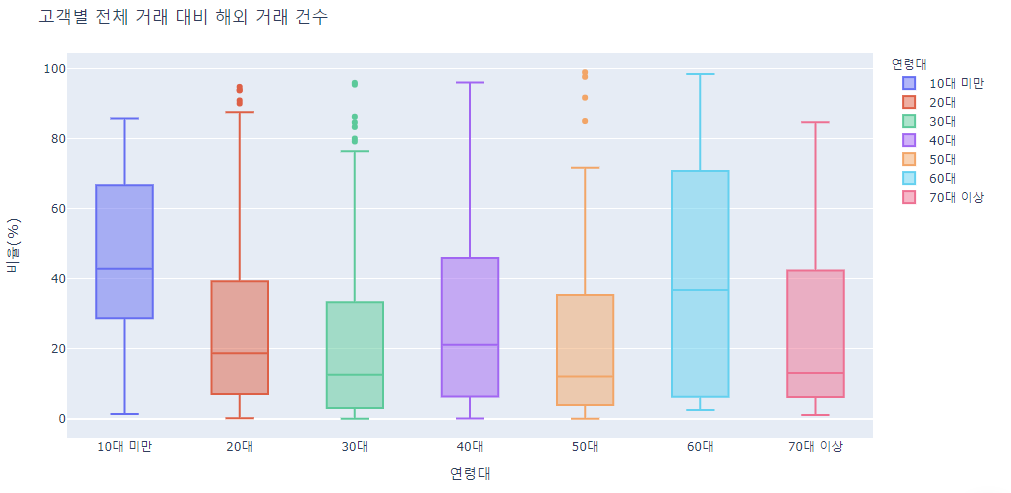 고객별 전체 거래 대비 해외 거래 건수
연령대
10대 미만
20대
30대
40대
50대
60대
70대 이상
비율(%)
100
80
60
40
20
0
10대 미만 20대 30대 40대 50대 60대 70대 이상
연령대